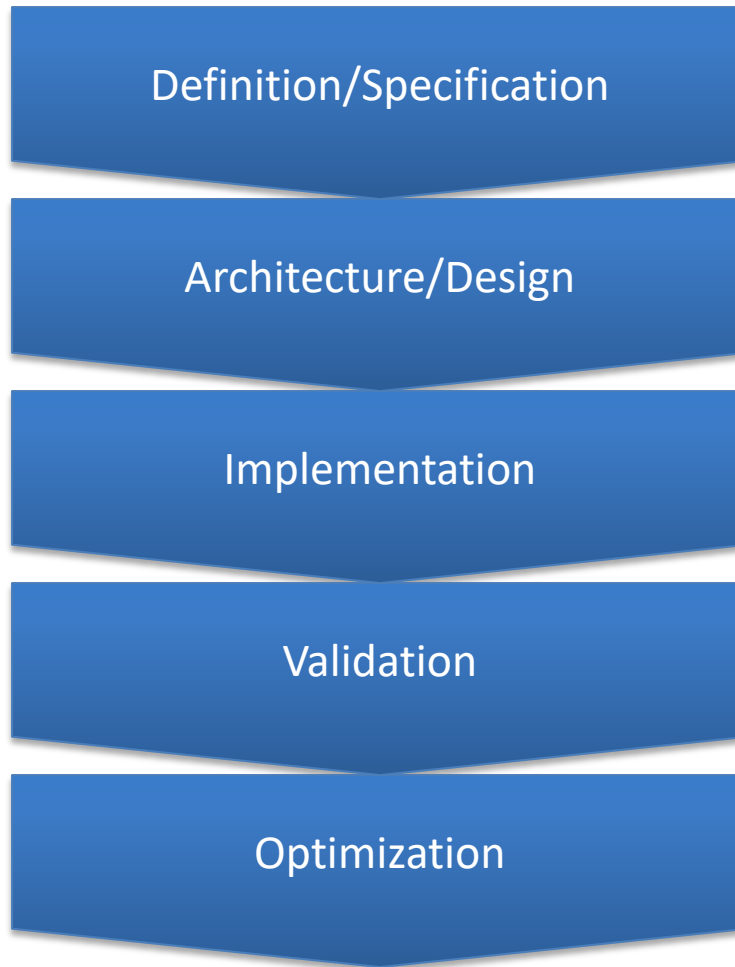 Definition/Specification
Architecture/Design
Implementation
Validation
Optimization